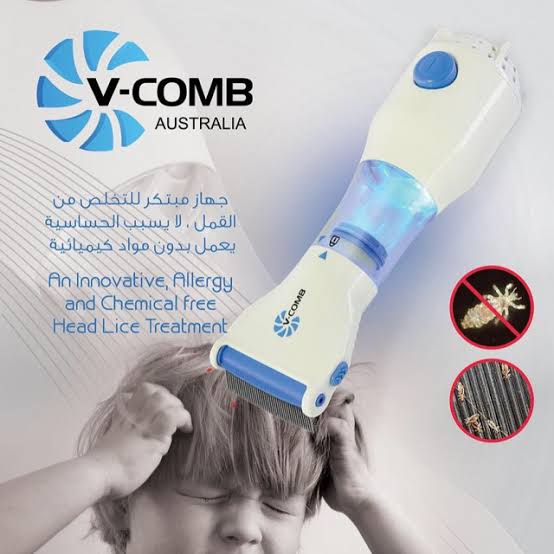 V-COMB
AUSTRALIA
جهاز مبتكر للتخلص من
القمل ، لا يسبب الحساسية
يعمل بدون مواد كيميائية
An Innovative, Allergy
and Chemical free
Head Lice Treatment
V-COMB